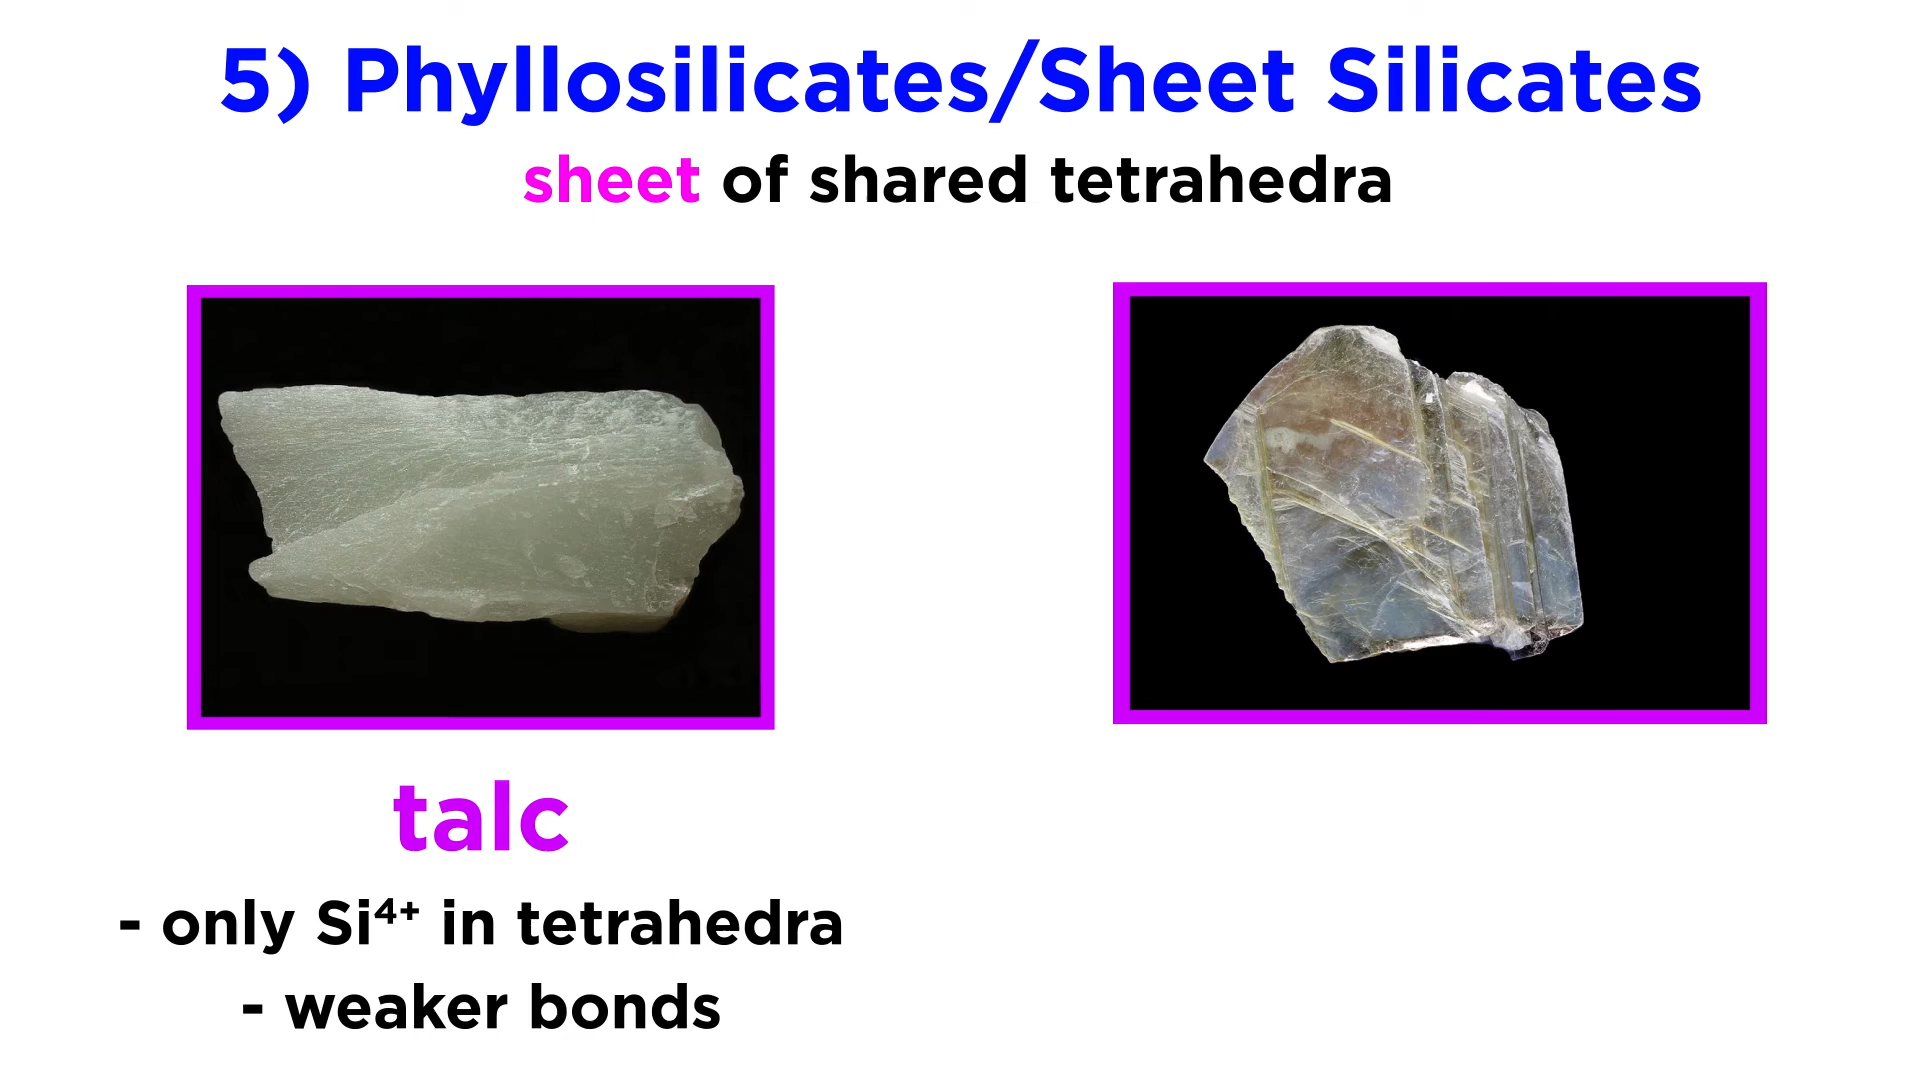 5) Phyllosilicates/Sheet Silicates
sheet of shared tetrahedra
talc
- only Si⁴⁺ in tetrahedra
- weaker bonds